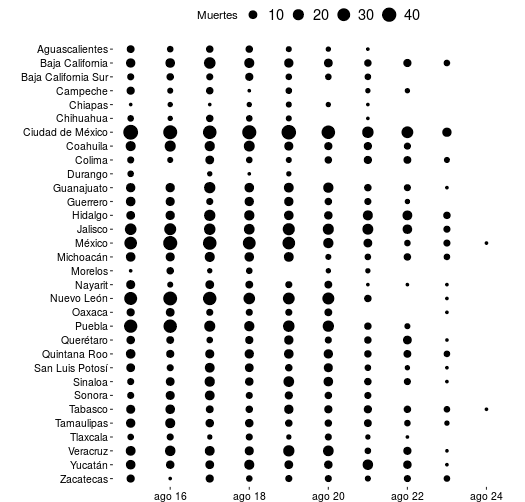 Muertes 10 20 30 40
Aguascalientes
Baja California
Baja California Sur
Campeche
Chiapas
Chihuahua
Ciudad de México
Coahuila
Colima
Durango
Guanajuato
Guerrero
Hidalgo
Jalisco
México
Michoacán
Morelos
Nayarit
Nuevo León
Oaxaca
Puebla
Querétaro
Quintana Roo
San Luis Potosí
Sinaloa
Sonora
Tabasco
Tamaulipas
Tlaxcala
Veracruz
Yucatán
Zacatecas
ago 16 ago 18 ago 20 ago 22 ago 24